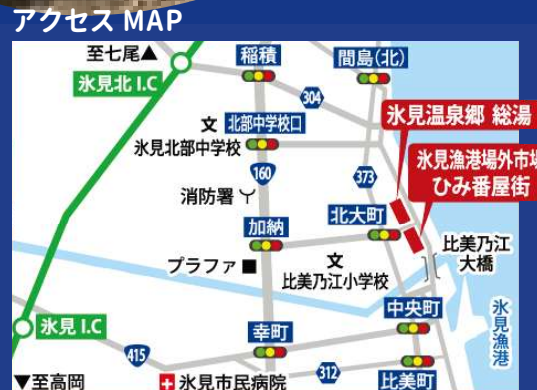 アクセス MAP
至七尾▲
稲積
間島(北)
氷見北 I.C
304
氷見温泉郷 総湯
文
北部中学校口
氷見北部中学校
氷見漁港場外市場
ひみ番屋街
160
373
消防署
北大町
加納
プラファ■
文
比美乃江小学校
比美乃江
大橋
中央町
氷見漁港
氷見 I.C
幸町
415
▼至高岡
氷見市民病院
312
比美町